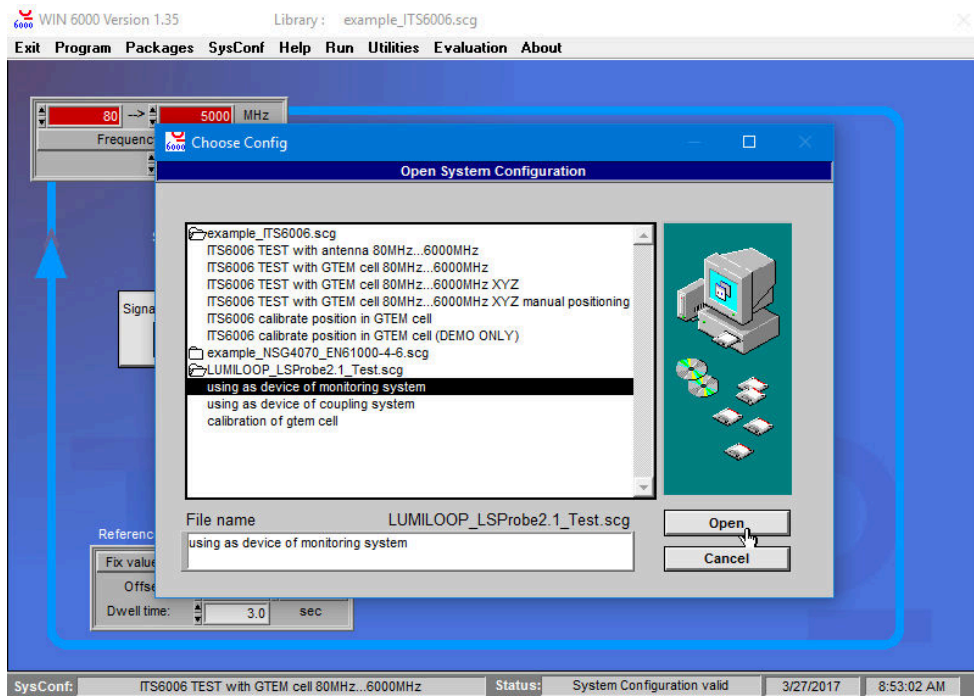 6000 WIN 6000 Version 1.35 Library : example_ITS6006.scg
Exit Program Packages SysConf Help Run Utilities Evaluation About
80 --> 5000 MHz
Frequenc
6000 Choose Config
Open System Configuration
example_ITS6006.scg
ITS6006 TEST with antenna 80MHz...6000MHz
ITS6006 TEST with GTEM cell 80MHz...6000MHz
ITS6006 TEST with GTEM cell 80MHz...6000MHz XYZ
ITS6006 TEST with GTEM cell 80MHz...6000MHz XYZ manual positioning
ITS6006 calibrate position in GTEM cell
ITS6006 calibrate position in GTEM cell (DEMO ONLY)
example_NSG4070_EN61000-4-6.scg
LUMILOOP_LSProbe2.1_Test.scg
using as device of monitoring system
using as device of coupling system
calibration of gtem cell
Signa
File name LUMILOOP_LSProbe2.1_Test.scg
using as device of monitoring system
Open
Cancel
Referenc
Fix value
Offse
Dwell time: 3.0 sec
SysConf: ITS6006 TEST with GTEM cell 80MHz...6000MHz Status: System Configuration valid 3/27/2017 8:53:02 AM